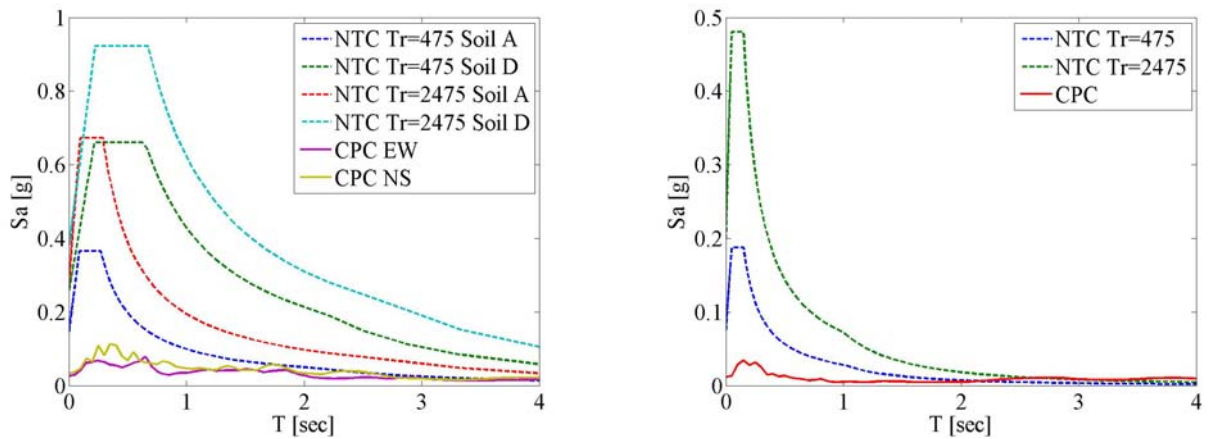 1
0.8
0.6
0.4
0.2
0
Sa [g]
NTC Tr=475 Soil A
NTC Tr=475 Soil D
NTC Tr=2475 Soil A
NTC Tr=2475 Soil D
CPC EW
CPC NS
0 1 2 3 4
T [sec]
0.5
0.4
0.3
0.2
0.1
0
Sa [g]
NTC Tr=475
NTC Tr=2475
CPC
0 1 2 3 4
T [sec]